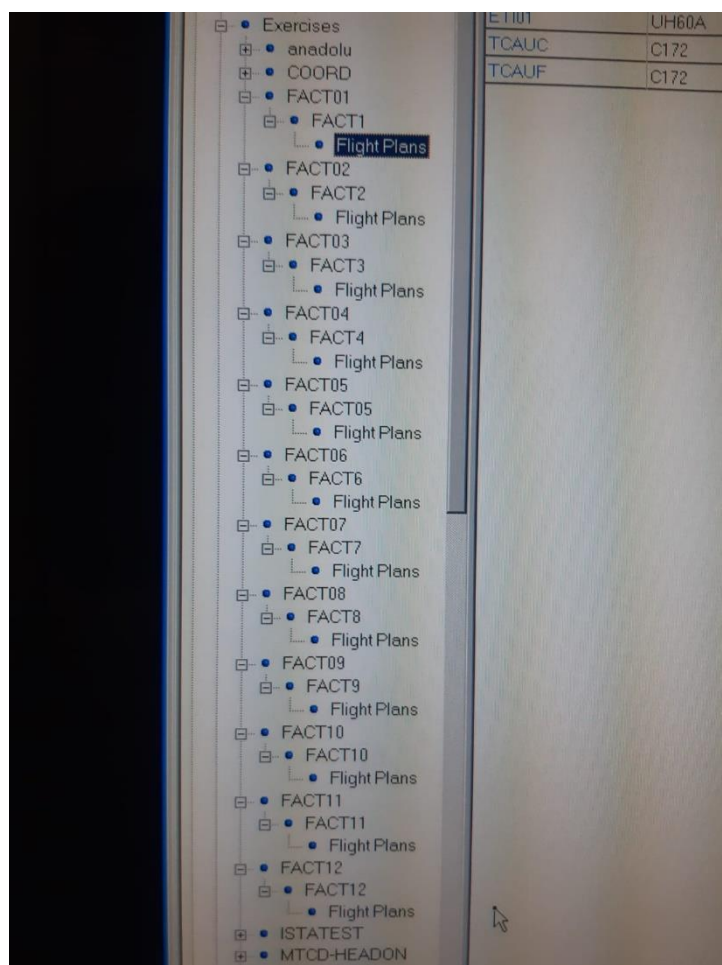 Exercises
anadolu
COORD
FACT01
FACT1
Flight Plans
FACT02
FACT2
Flight Plans
FACT03
FACT3
Flight Plans
FACT04
FACT4
Flight Plans
FACT05
FACT05
Flight Plans
FACT06
FACT6
Flight Plans
FACT07
FACT7
Flight Plans
FACT08
FACT8
Flight Plans
FACT09
FACT9
Flight Plans
FACT10
FACT10
Flight Plans
FACT11
FACT11
Flight Plans
FACT12
FACT12
Flight Plans
ISTATEST
MTCD-HEADON
UH60A
TCAUC C172
TCAUF C172